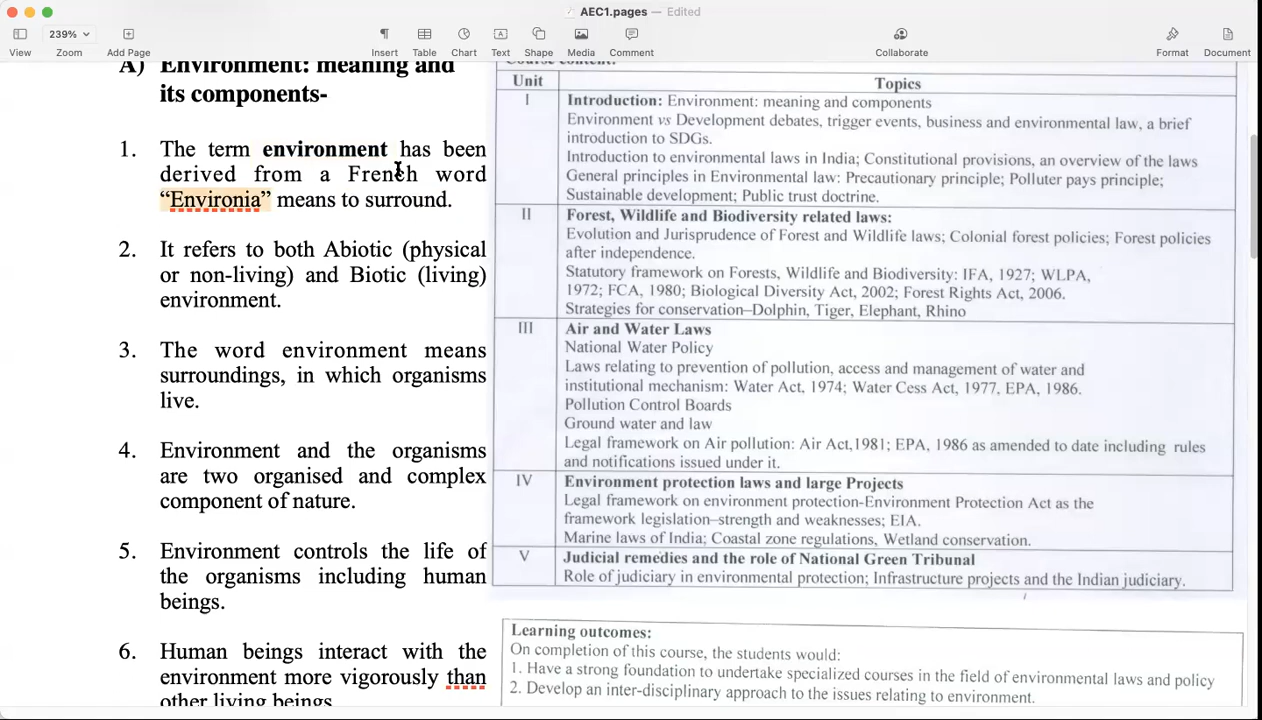 AEC1.pages — Edited
239%
View
Zoom
Add Page
Insert
Table
Chart
Text
Shape
Media
Comment
Collaborate
Format
Document
A) Environment: meaning and
its components-
1. The term environment has been
derived from a French word
“Environia” means to surround.
2. It refers to both Abiotic (physical
or non-living) and Biotic (living)
environment.
3. The word environment means
surroundings, in which organisms
live.
4. Environment and the organisms
are two organised and complex
component of nature.
5. Environment controls the life of
the organisms including human
beings.
6. Human beings interact with the
environment more vigorously than
other living beings
Course content:
Unit Topics
I Introduction: Environment: meaning and components
Environment vs Development debates, trigger events, business and environmental law, a brief
introduction to SDGs.
Introduction to environmental laws in India; Constitutional provisions, an overview of the laws
General principles in Environmental law: Precautionary principle; Polluter pays principle;
Sustainable development; Public trust doctrine.
II Forest, Wildlife and Biodiversity related laws:
Evolution and Jurisprudence of Forest and Wildlife laws; Colonial forest policies; Forest policies
after independence.
Statutory framework on Forests, Wildlife and Biodiversity: IFA, 1927; WLPA,
1972; FCA, 1980; Biological Diversity Act, 2002; Forest Rights Act, 2006.
Strategies for conservation–Dolphin, Tiger, Elephant, Rhino
III Air and Water Laws
National Water Policy
Laws relating to prevention of pollution, access and management of water and
institutional mechanism: Water Act, 1974; Water Cess Act, 1977, EPA, 1986.
Pollution Control Boards
Ground water and law
Legal framework on Air pollution: Air Act,1981; EPA, 1986 as amended to date including rules
and notifications issued under it.
IV Environment protection laws and large Projects
Legal framework on environment protection-Environment Protection Act as the
framework legislation–strength and weaknesses; EIA.
Marine laws of India; Coastal zone regulations, Wetland conservation.
V Judicial remedies and the role of National Green Tribunal
Role of judiciary in environmental protection; Infrastructure projects and the Indian judiciary.
Learning outcomes:
On completion of this course, the students would:
1. Have a strong foundation to undertake specialized courses in the field of environmental laws and policy
2. Develop an inter-disciplinary approach to the issues relating to environment.